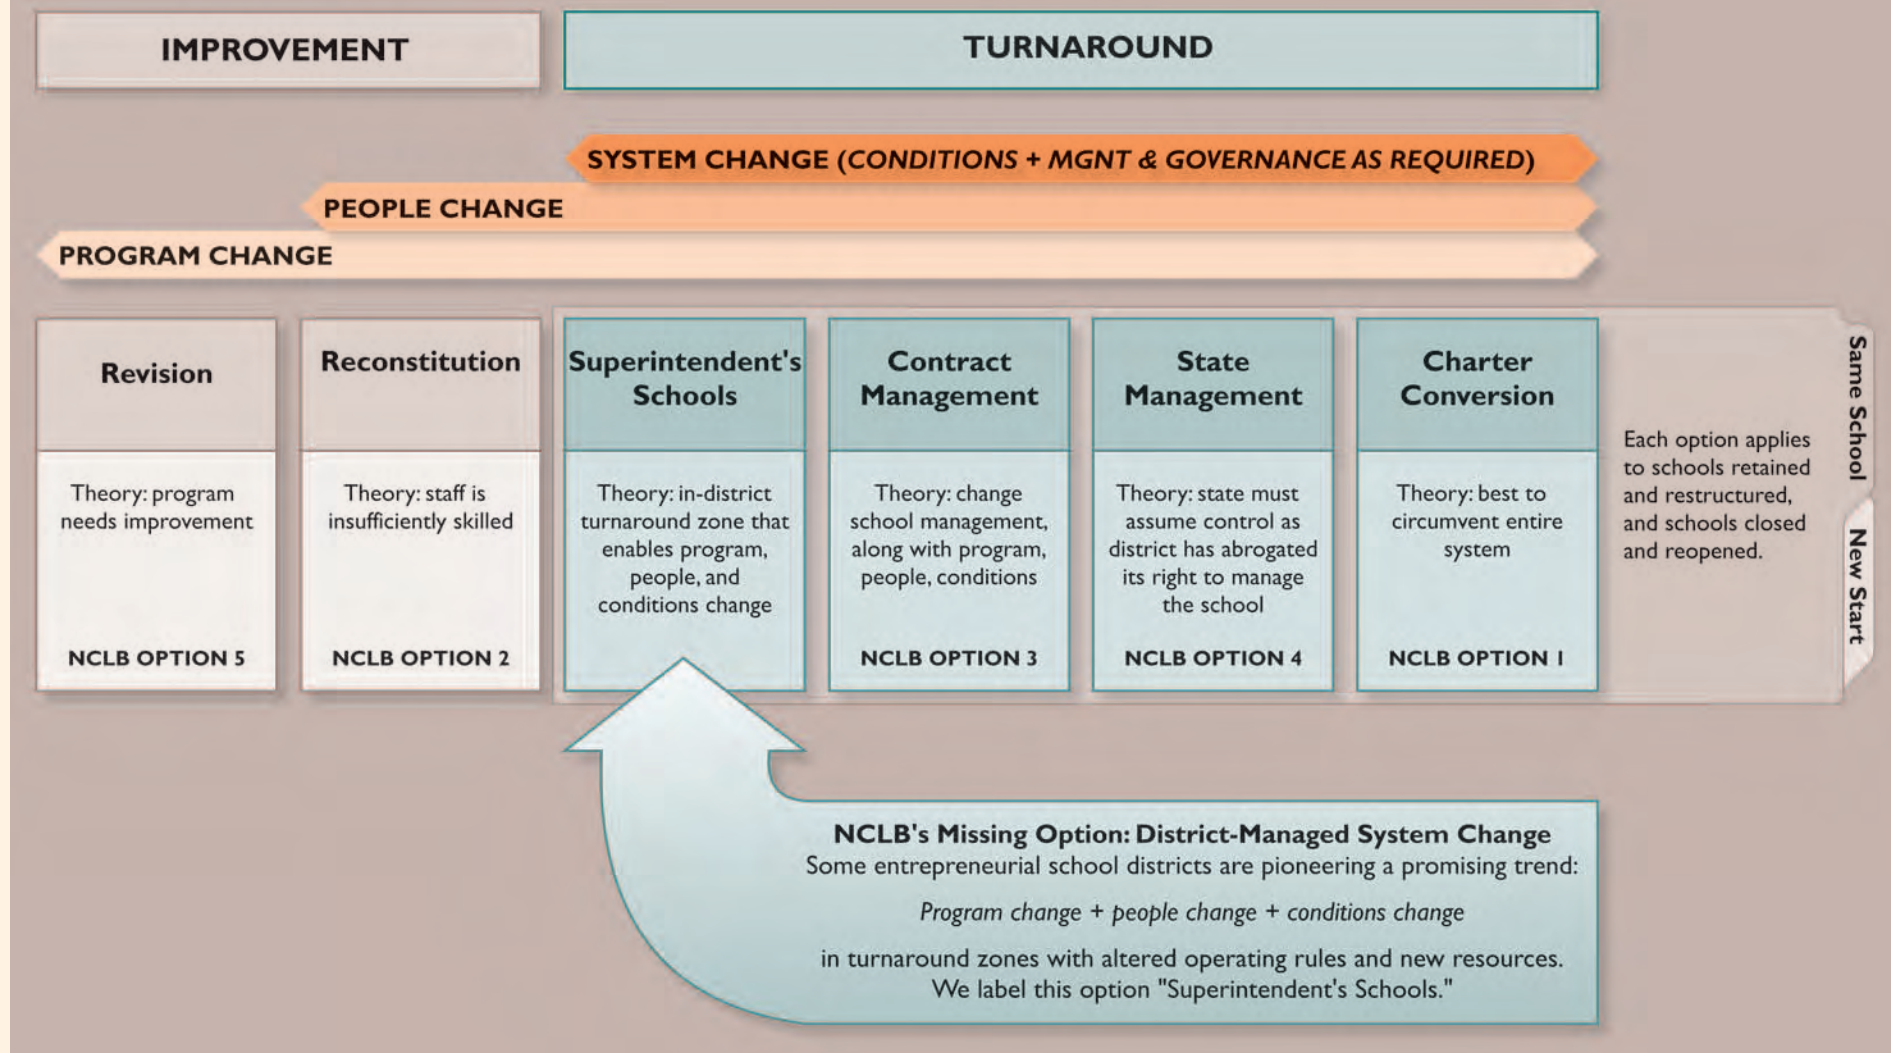 IMPROVEMENT
TURNAROUND
SYSTEM CHANGE (CONDITIONS + MGNT & GOVERNANCE AS REQUIRED)
PEOPLE CHANGE
PROGRAM CHANGE
Revision
Theory: program
needs improvement
NCLB OPTION 5
Reconstitution
Theory: staff is
insufficiently skilled
NCLB OPTION 2
Superintendent's
Schools
Theory: in-district
turnaround zone that
enables program,
people, and
conditions change
Contract
Management
Theory: change
school management,
along with program,
people, conditions
NCLB OPTION 3
State
Management
Theory: state must
assume control as
district has abrogated
its right to manage
the school
NCLB OPTION 4
Charter
Conversion
Theory: best to
circumvent entire
system
NCLB OPTION 1
Each option applies
to schools retained
and restructured,
and schools closed
and reopened.
Same School
New Start
NCLB's Missing Option: District-Managed System Change
Some entrepreneurial school districts are pioneering a promising trend:
Program change + people change + conditions change
in turnaround zones with altered operating rules and new resources.
We label this option "Superintendent's Schools."